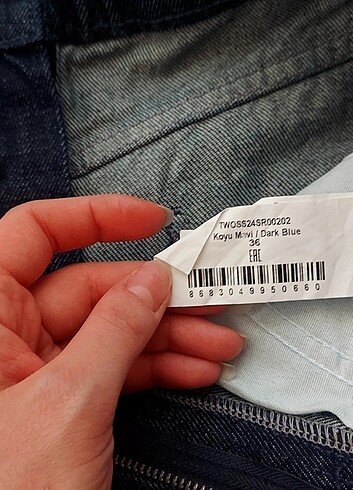 TWOSS24SR00202
Koyu Mavi / Dark Blue
36
EAC
8683049950660